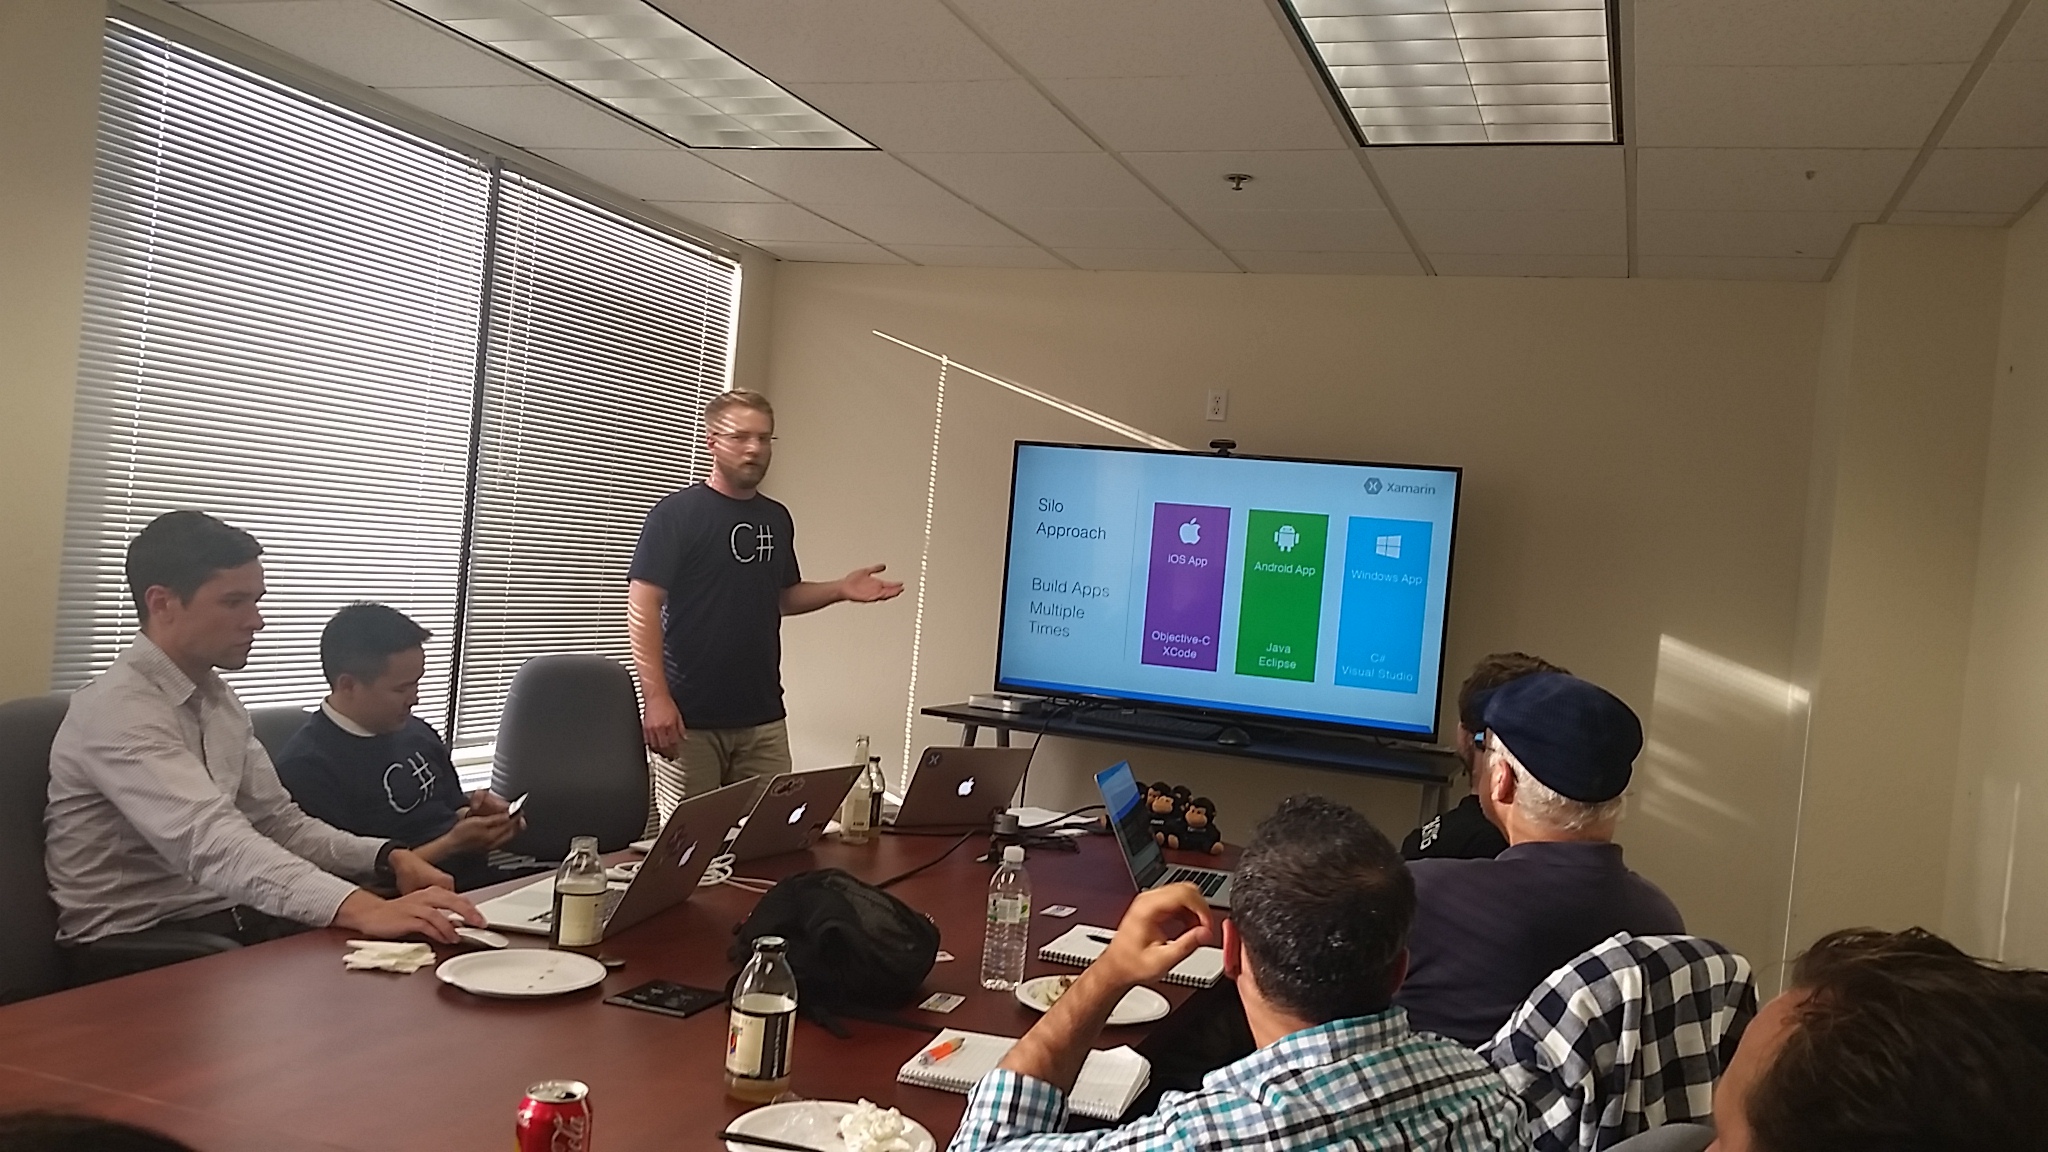 Xamarin
Silo
Approach
Build Apps
Multiple
Times
iOS App
Objective-C
XCode
Android App
Java
Eclipse
Windows App
C#
Visual Studio
C#
C#